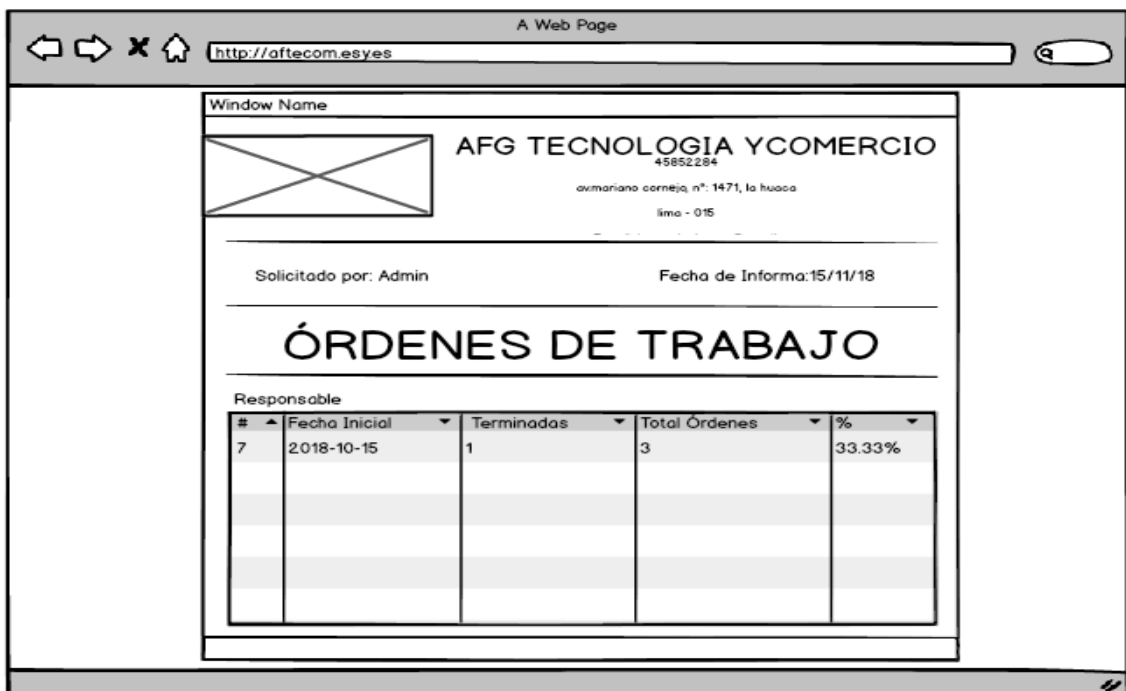 A Web Page
http://aftecom.esy.es
Window Name
AFG TECNOLOGIA YCOMERCIO
45852284
av.mariano cornejo, n°: 1471, la huaca
lima - 015
Solicitado por: Admin
Fecha de Informa:15/11/18
ÓRDENES DE TRABAJO
Responsable
# Fecha Inicial Terminadas Total Órdenes %
7 2018-10-15 1 3 33.33%